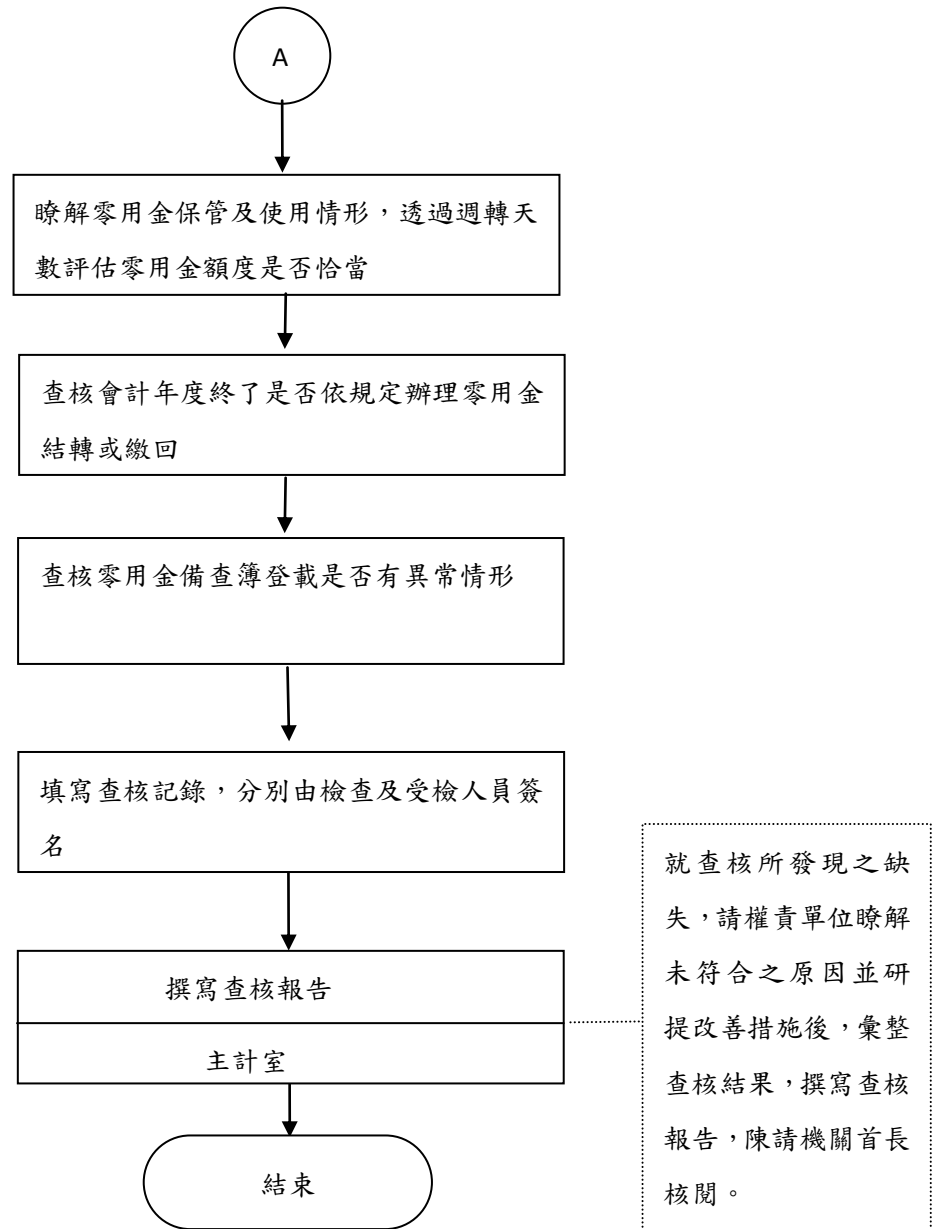 A
瞭解零用金保管及使用情形，透過週轉天
數評估零用金額度是否恰當
查核會計年度終了是否依規定辦理零用金
結轉或繳回
查核零用金備查簿登載是否有異常情形
填寫查核記錄，分別由檢查及受檢人員簽
名
撰寫查核報告
主計室
結束
就查核所發現之缺
失，請權責單位瞭解
未符合之原因並研
提改善措施後，彙整
查核結果，撰寫查核
報告，陳請機關首長
核閱。